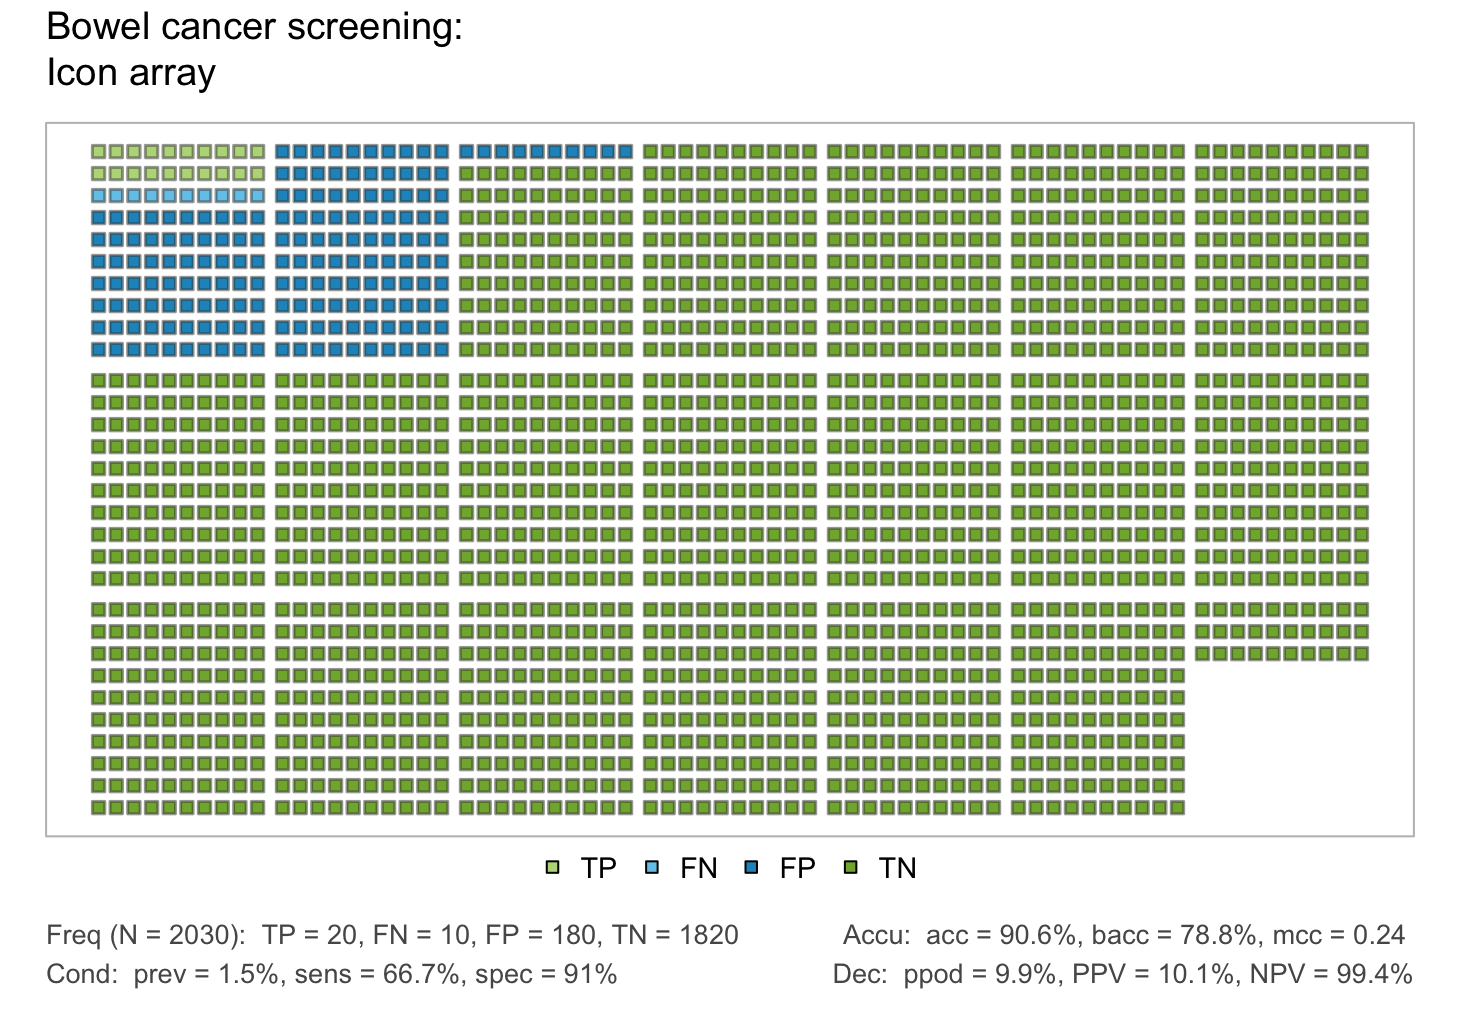 Bowel cancer screening:
Icon array
TP FN FP TN
Freq (N = 2030): TP = 20, FN = 10, FP = 180, TN = 1820
Accu: acc = 90.6%, bacc = 78.8%, mcc = 0.24
Cond: prev = 1.5%, sens = 66.7%, spec = 91%
Dec: ppod = 9.9%, PPV = 10.1%, NPV = 99.4%